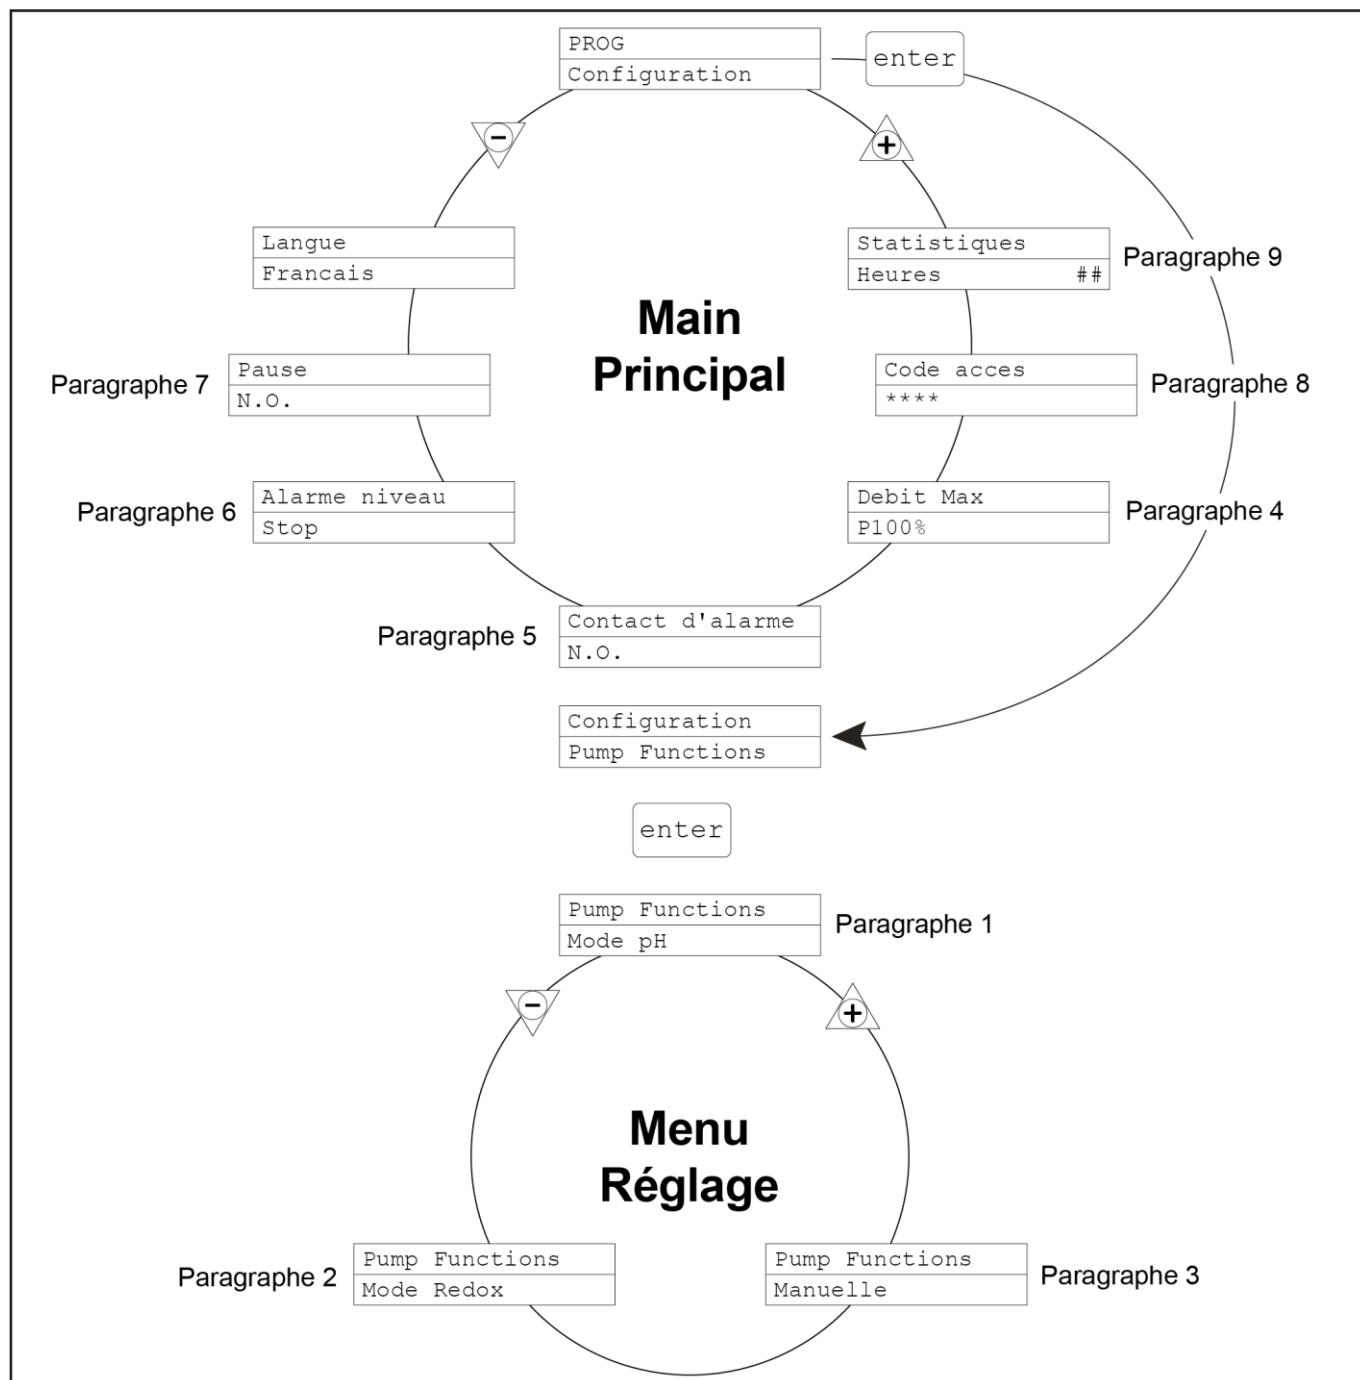 PROG
Configuration
enter
−
+
Langue
Francais
Statistiques
Heures ##
Paragraphe 9
Main
Principal
Paragraphe 7
Pause
N.O.
Code acces
****
Paragraphe 8
Paragraphe 6
Alarme niveau
Stop
Debit Max
P100%
Paragraphe 4
Paragraphe 5
Contact d'alarme
N.O.
Configuration
Pump Functions
enter
Pump Functions
Mode pH
Paragraphe 1
−
+
Menu
Réglage
Paragraphe 2
Pump Functions
Mode Redox
Pump Functions
Manuelle
Paragraphe 3